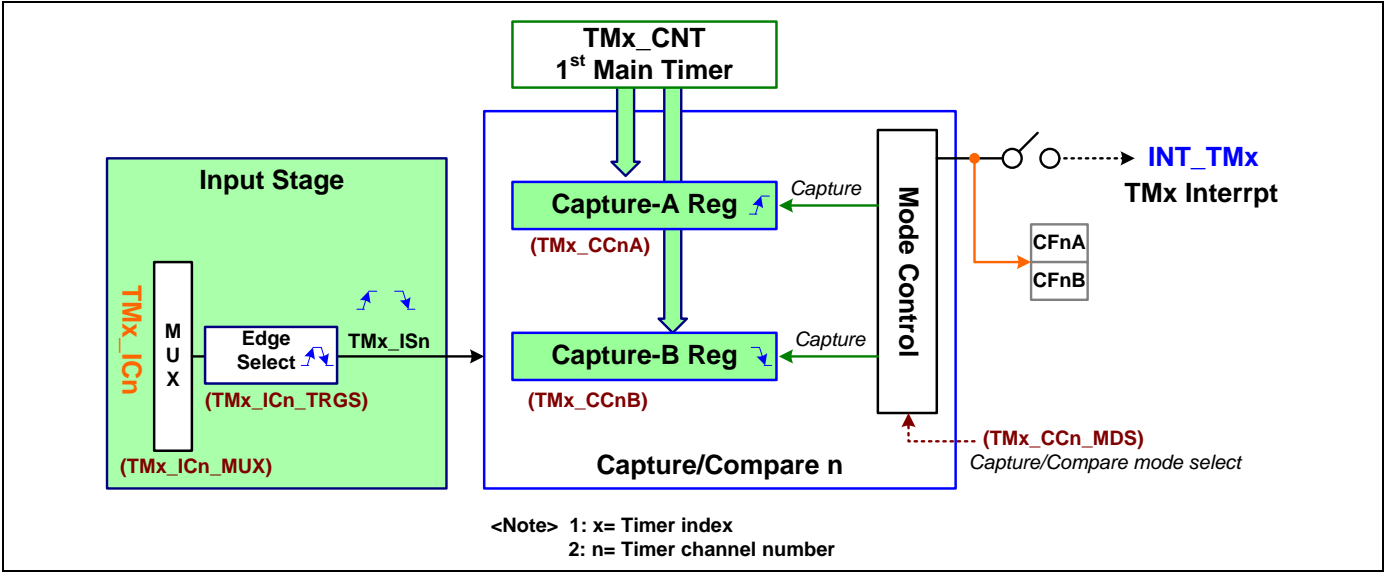 TMx_CNT
1st Main Timer
Input Stage
TMx_ICn
MUX
Edge
Select
(TMx_ICn_TRGS)
(TMx_ICn_MUX)
TMx_ISn
Capture-A Reg
(TMx_CCnA)
Capture
Capture-B Reg
(TMx_CCnB)
Capture
Mode Control
Capture/Compare n
INT_TMx
TMx Interrpt
CFnA
CFnB
(TMx_CCn_MDS)
Capture/Compare mode select
<Note> 1: x= Timer index
2: n= Timer channel number